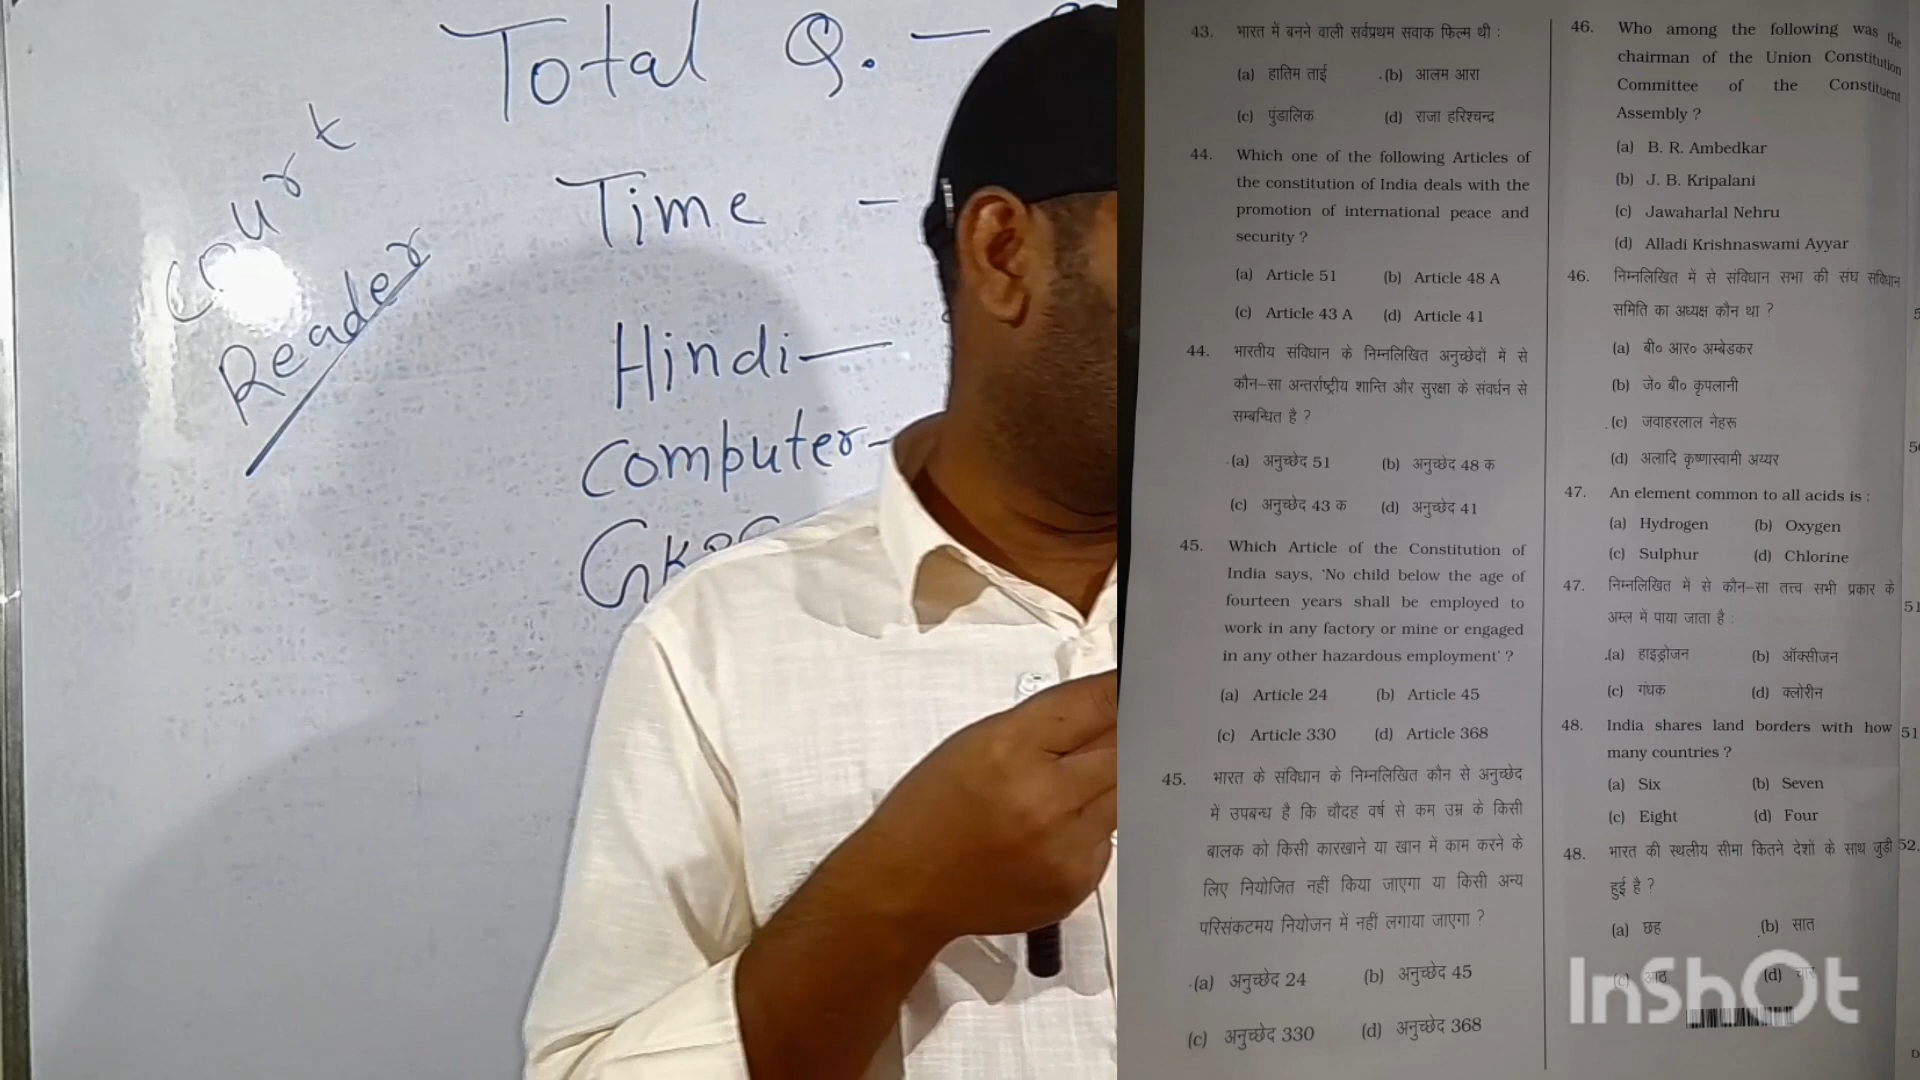 Total Q. -
Time -
Court
Reader
Hindi-
Computer-
43. भारत में बनने वाली सर्वप्रथम सवाक फिल्म थी :
(a) हातिम ताई (b) आलम आरा
(c) पुंडालिक (d) राजा हरिश्चन्द्र
44. Which one of the following Articles of
the constitution of India deals with the
promotion of international peace and
security ?
(a) Article 51 (b) Article 48 A
(c) Article 43 A (d) Article 41
44. भारतीय संविधान के निम्नलिखित अनुच्छेदों में से
कौन-सा अन्तर्राष्ट्रीय शान्ति और सुरक्षा के संवर्धन से
सम्बन्धित है ?
(a) अनुच्छेद 51 (b) अनुच्छेद 48 क
(c) अनुच्छेद 43 क (d) अनुच्छेद 41
45. Which Article of the Constitution of
India says, 'No child below the age of
fourteen years shall be employed to
work in any factory or mine or engaged
in any other hazardous employment' ?
(a) Article 24 (b) Article 45
(c) Article 330 (d) Article 368
45. भारत के संविधान के निम्नलिखित कौन से अनुच्छेद
में उपबन्ध है कि चौदह वर्ष से कम उम्र के किसी
बालक को किसी कारखाने या खान में काम करने के
लिए नियोजित नहीं किया जाएगा या किसी अन्य
परिसंकटमय नियोजन में नहीं लगाया जाएगा ?
(a) अनुच्छेद 24 (b) अनुच्छेद 45
(c) अनुच्छेद 330 (d) अनुच्छेद 368
46. Who among the following was the
chairman of the Union Constitution
Committee of the Constituent
Assembly ?
(a) B. R. Ambedkar
(b) J. B. Kripalani
(c) Jawaharlal Nehru
(d) Alladi Krishnaswami Ayyar
46. निम्नलिखित में से संविधान सभा की संघ संविधान
समिति का अध्यक्ष कौन था ?
(a) बी० आर० अम्बेडकर
(b) जे० बी० कृपलानी
(c) जवाहरलाल नेहरू
(d) अलादि कृष्णास्वामी अय्यर
47. An element common to all acids is :
(a) Hydrogen (b) Oxygen
(c) Sulphur (d) Chlorine
47. निम्नलिखित में से कौन-सा तत्त्व सभी प्रकार के
अम्ल में पाया जाता है :
(a) हाइड्रोजन (b) ऑक्सीजन
(c) गंधक (d) क्लोरीन
48. India shares land borders with how
many countries ?
(a) Six (b) Seven
(c) Eight (d) Four
48. भारत की स्थलीय सीमा कितने देशों के साथ जुड़ी
हुई है ?
(a) छह (b) सात
(c) आठ (d) चार
51
51
52.
InShOt